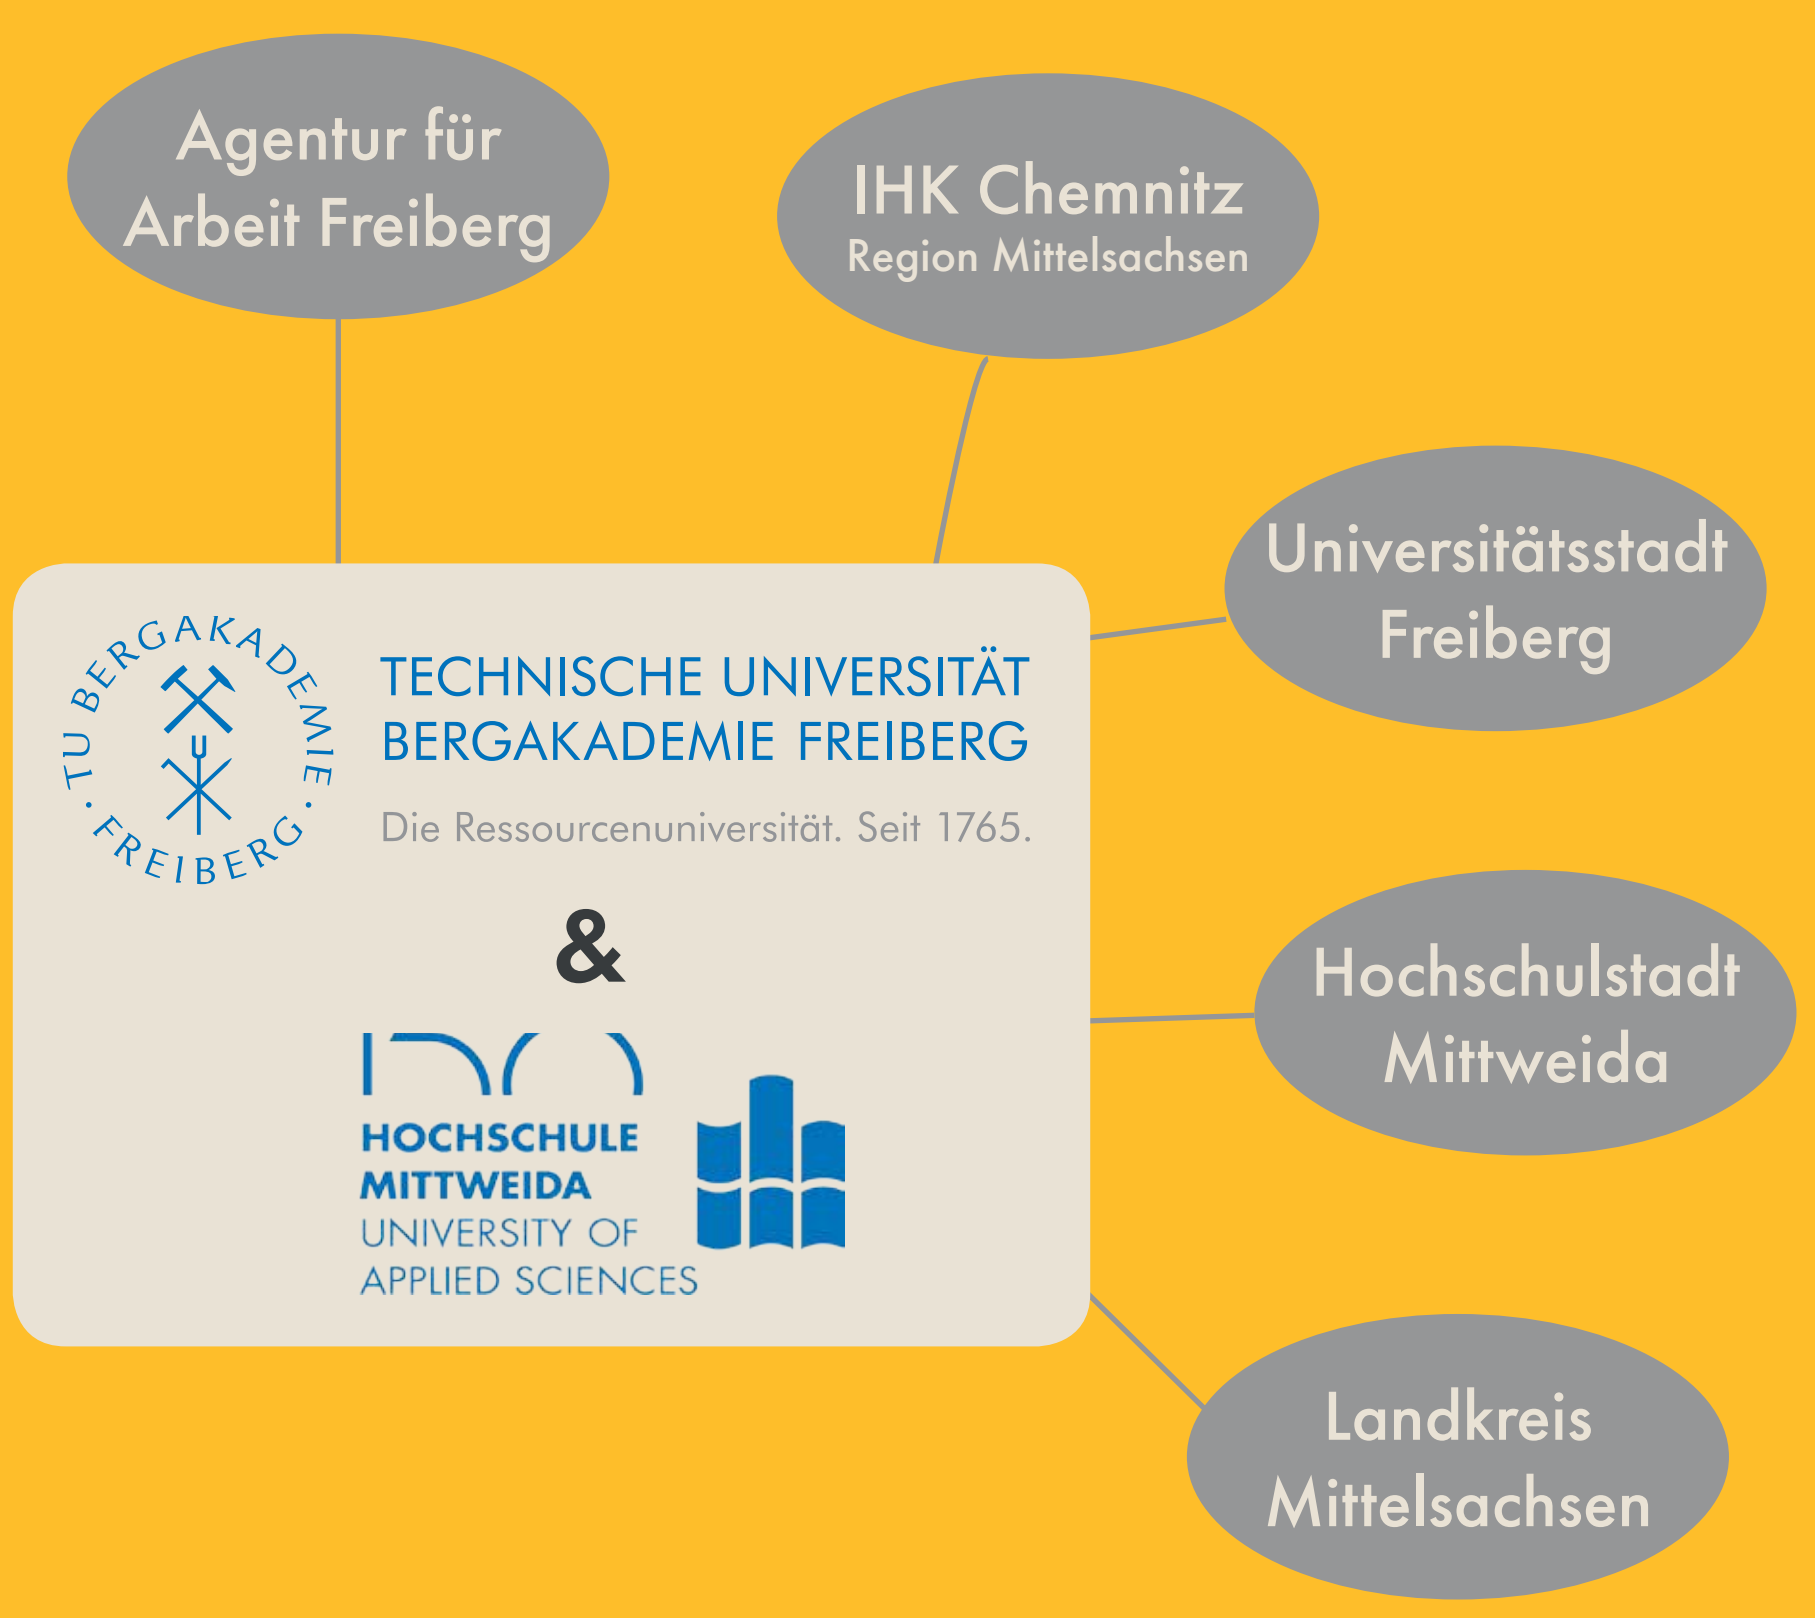 Agentur für
Arbeit Freiberg
IHK Chemnitz
Region Mittelsachsen
Universitätsstadt
Freiberg
TU BERGAKADEMIE
· FREIBERG ·
TECHNISCHE UNIVERSITÄT
BERGAKADEMIE FREIBERG
Die Ressourcenuniversität. Seit 1765.
&
HOCHSCHULE
MITTWEIDA
UNIVERSITY OF
APPLIED SCIENCES
Hochschulstadt
Mittweida
Landkreis
Mittelsachsen